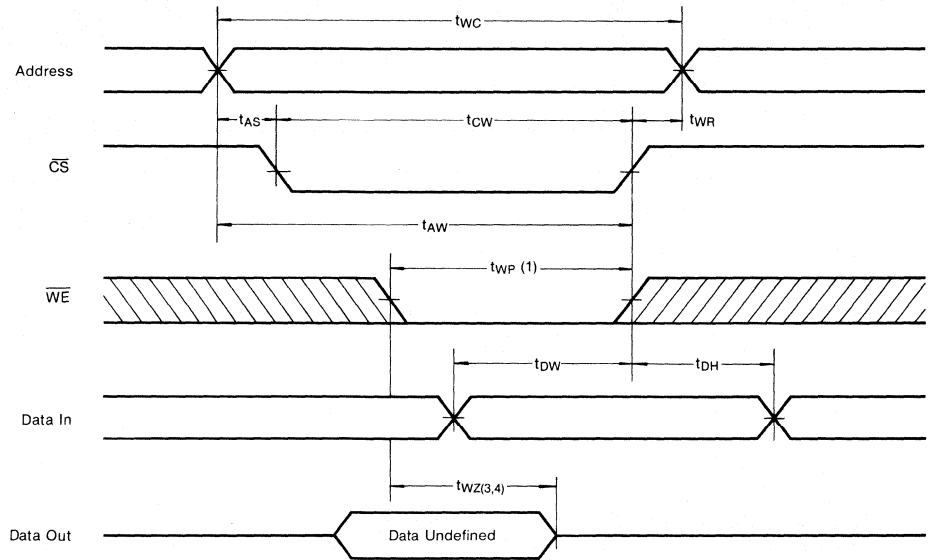 tWC
Address
tAS
tCW
tWR
CS
tAW
tWP (1)
WE
tDW
tDH
Data In
tWZ(3,4)
Data Out
Data Undefined